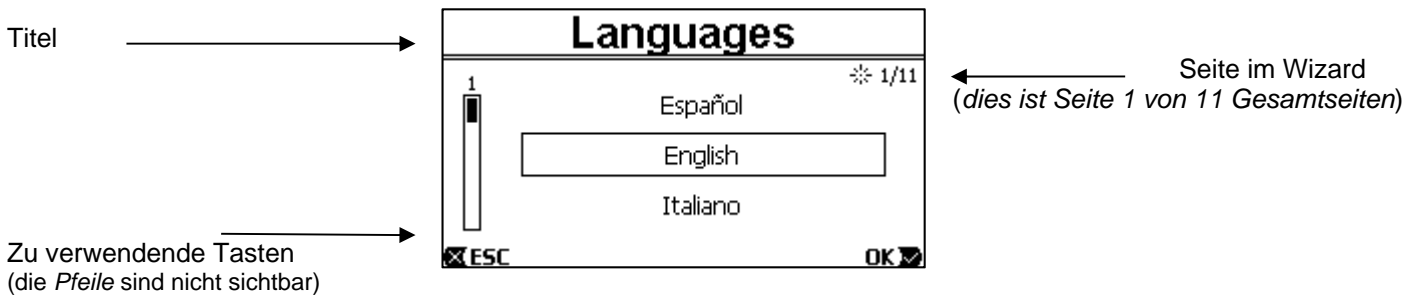 Titel
Languages
1
1/11
Español
English
Italiano
ESC
OK
Seite im Wizard
(dies ist Seite 1 von 11 Gesamtseiten)
Zu verwendende Tasten
(die Pfeile sind nicht sichtbar)